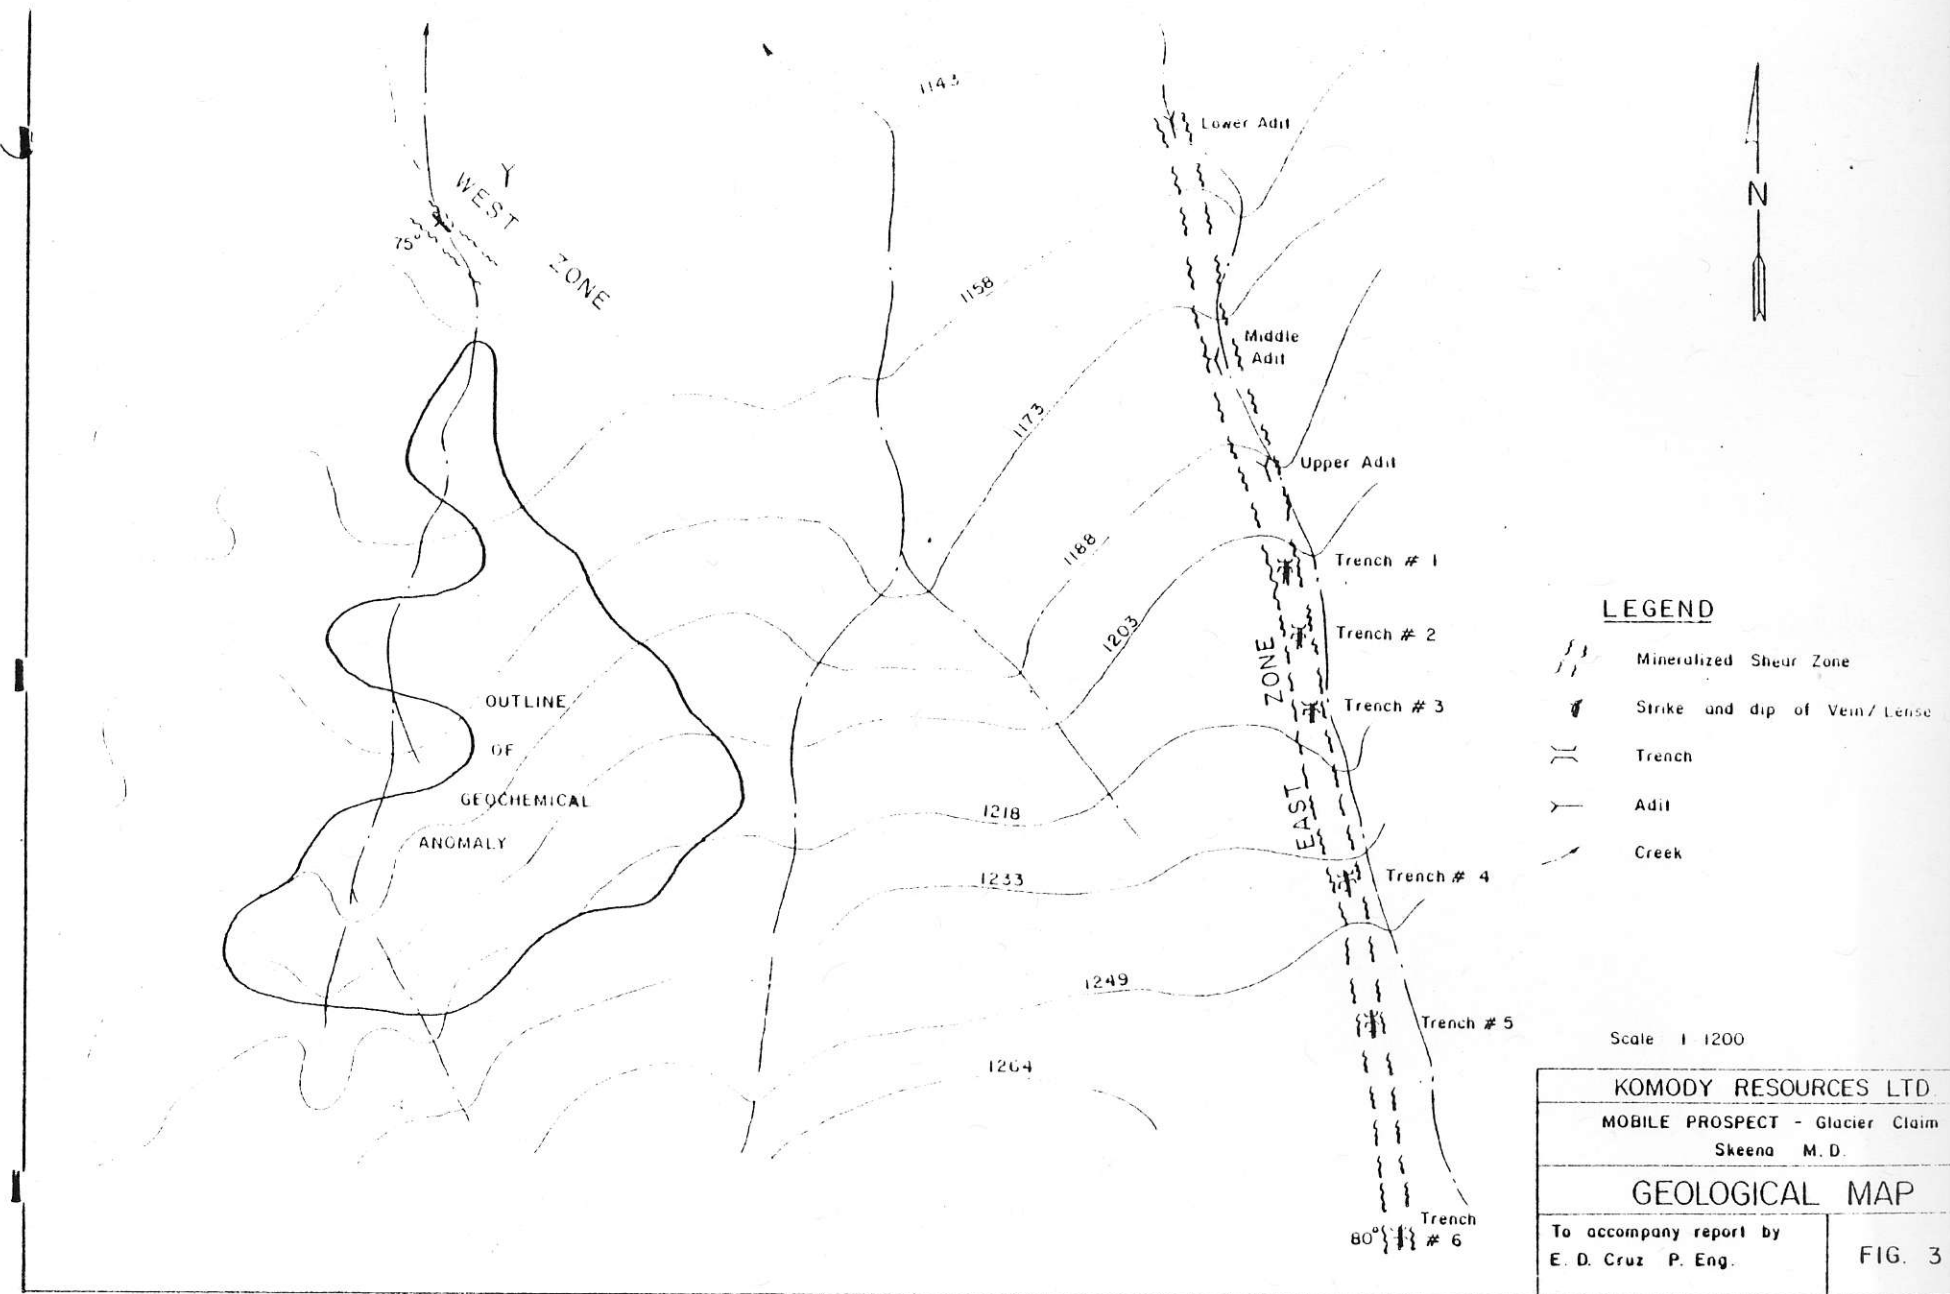 1143
Lower Adit
N
Y
WEST
ZONE
75°
1158
Middle
Adit
1173
Upper Adit
1188
Trench # 1
1203
Trench # 2
EAST ZONE
Trench # 3
LEGEND
Mineralized Shear Zone
Strike and dip of Vein / Lense
Trench
Adit
Creek
OUTLINE
OF
GEOCHEMICAL
ANOMALY
1218
1233
Trench # 4
1249
Trench # 5
1264
Trench
# 6
80°
Scale 1 1200
KOMODY RESOURCES LTD.
MOBILE PROSPECT - Glacier Claim
Skeena M. D.
GEOLOGICAL MAP
To accompany report by
E. D. Cruz P. Eng.
FIG. 3